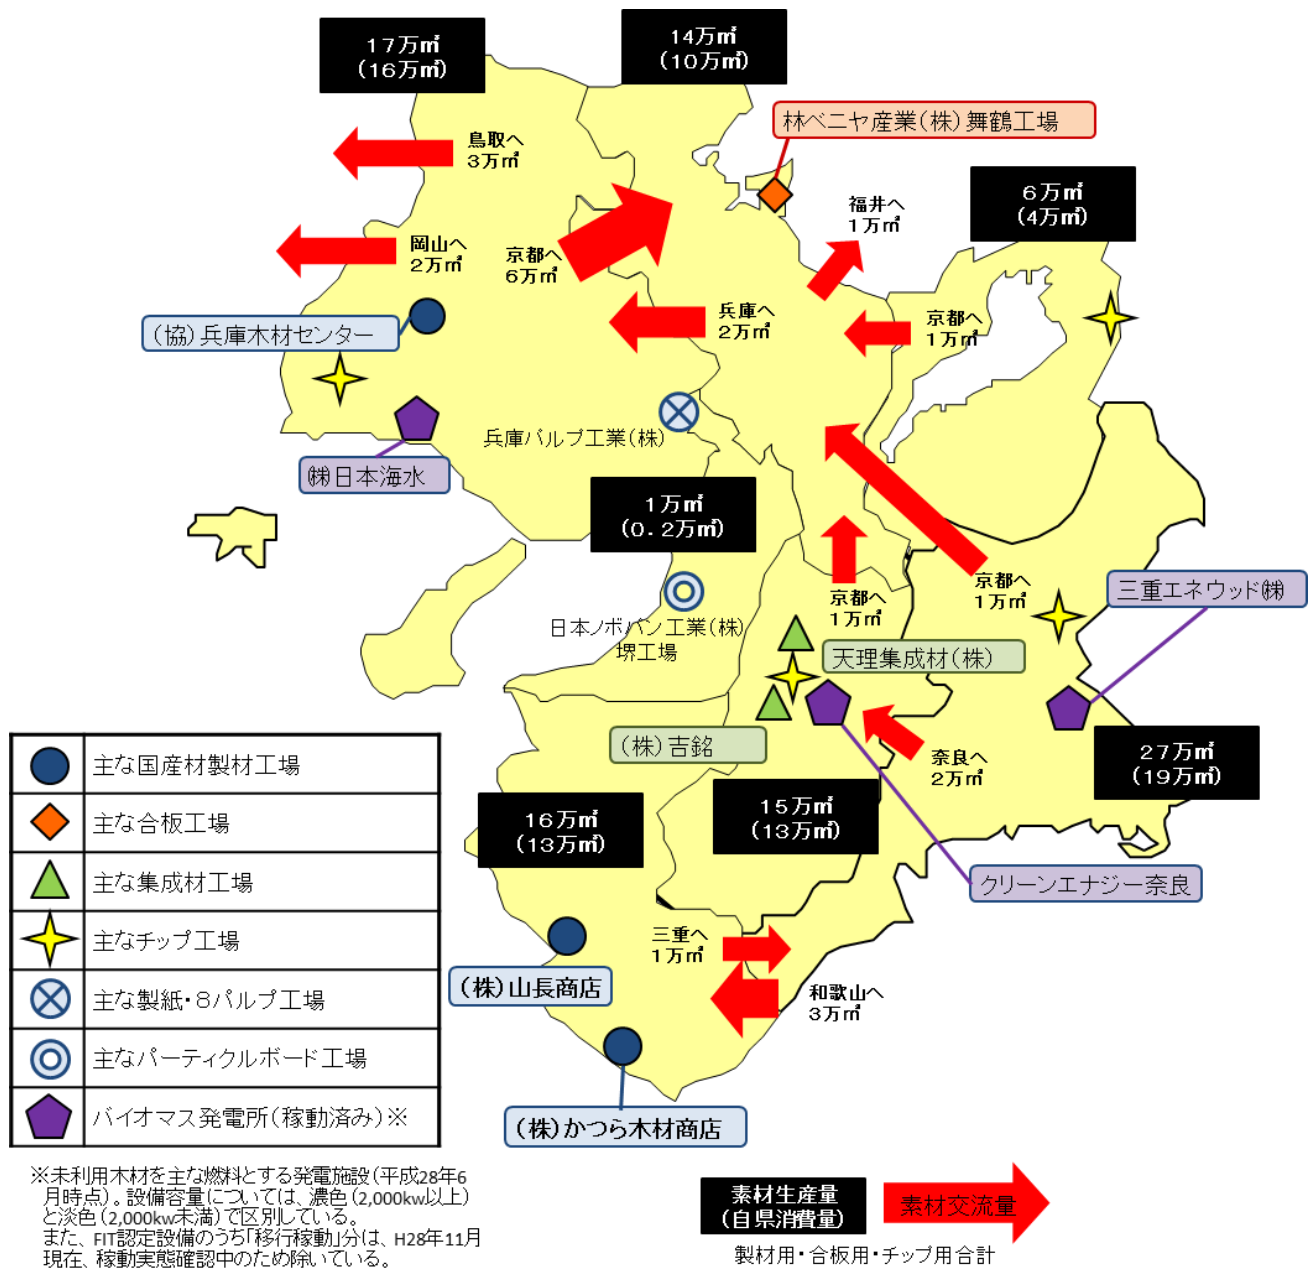 17万㎥
(16万㎥)
14万㎥
(10万㎥)
林ベニヤ産業(株)舞鶴工場
鳥取へ
3万㎥
6万㎥
(4万㎥)
福井へ
1万㎥
岡山へ
2万㎥
京都へ
6万㎥
兵庫へ
2万㎥
京都へ
1万㎥
(協)兵庫木材センター
兵庫パルプ工業(株)
㈱日本海水
1万㎥
(0.2万㎥)
京都へ
1万㎥
京都へ
1万㎥
三重エネウッド㈱
日本ノボパン工業(株)
堺工場
天理集成材(株)
(株)吉銘
奈良へ
2万㎥
27万㎥
(19万㎥)
16万㎥
(13万㎥)
15万㎥
(13万㎥)
クリーンエナジー奈良
三重へ
1万㎥
和歌山へ
3万㎥
(株)山長商店
(株)かつら木材商店
主な国産材製材工場
主な合板工場
主な集成材工場
主なチップ工場
主な製紙・8パルプ工場
主なパーティクルボード工場
バイオマス発電所(稼動済み)※
※未利用木材を主な燃料とする発電施設(平成28年6
月時点)。設備容量については、濃色(2,000kw以上)
と淡色(2,000kw未満)で区別している。
また、FIT認定設備のうち「移行稼動」分は、H28年11月
現在、稼動実態確認中のため除いている。
素材生産量
(自県消費量)
素材交流量
製材用・合板用・チップ用合計